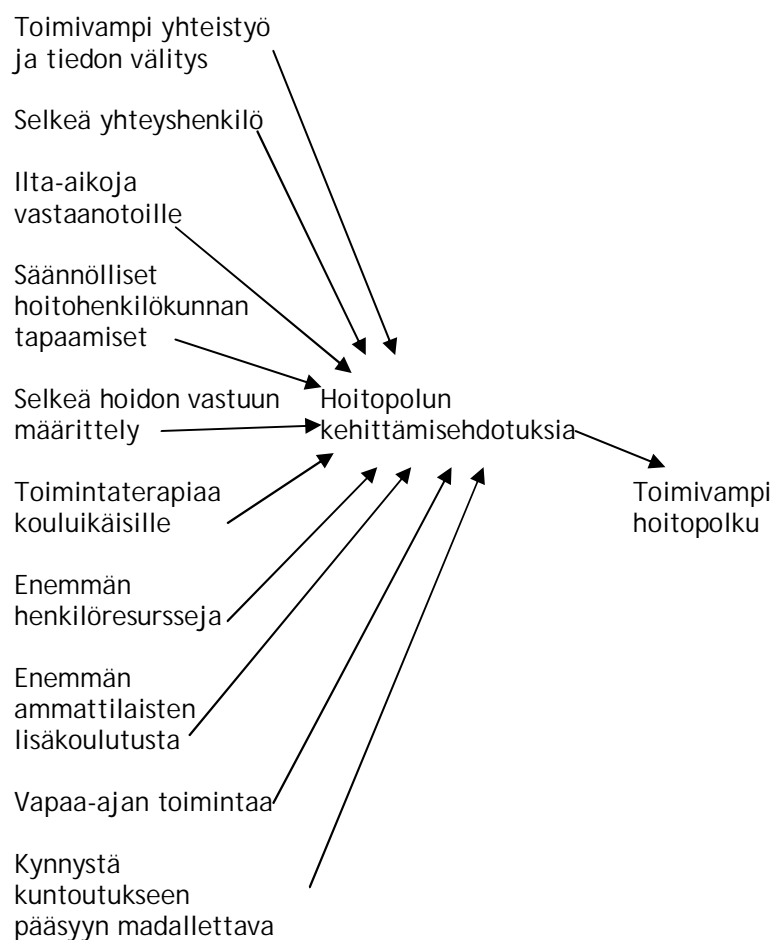 Toimivampi yhteistyö
ja tiedon välitys
Selkeä yhteyshenkilö
Ilta-aikoja
vastaanotoille
Säännölliset
hoitohenkilökunnan
tapaamiset
Selkeä hoidon vastuun
määrittely
Hoitopolun
kehittämisehdotuksia
Toimintaterapiaa
kouluikäisille
Toimivampi
hoitopolku
Enemmän
henkilöresursseja
Enemmän
ammattilaisten
lisäkoulutusta
Vapaa-ajan toimintaa
Kynnystä
kuntoutukseen
pääsyyn madallettava